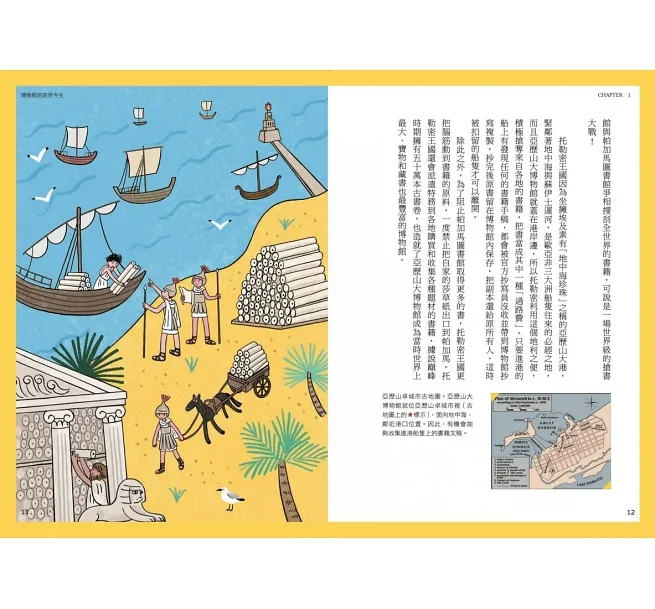 CHAPTER 1
館與帕加馬圖書館爭相搜刮全世界的書籍，可說是一場世界級的搶書
大戰！
托勒密王國因為坐擁埃及素有「地中海珍珠」之稱的亞歷山大港，
緊鄰著地中海與蘇伊士運河，是歐亞非三大洲船隻往來的必經之地，
而且亞歷山大博物館就蓋在港岸邊，所以托勒密利用這個地利之便，
積極搶奪來自各地的書籍，把書當成其中一種「過路費」。只要進港的
船上有發現任何的書籍手稿，都會被官方抄寫員沒收並帶到博物館抄
寫複製，抄完後原書留在博物館內保存，把副本還給原所有人，這時
被扣留的船隻才可以離開。
除此之外，為了阻止帕加馬圖書館取得更多的書，托勒密王國更
把腦筋動到書籍的原料，一度禁止把自家的莎草紙出口到帕加馬。托
勒密王國還會派遣特務到各地購買和收集各種題材的書籍，據說巔峰
時期擁有五十萬本古書卷，也造就了亞歷山大博物館成為當時世界上
最大、寶物和藏書也最豐富的博物館。
Plan of Alexandria c. 30 BCE
GREAT
HARBOUR
LAKE MAREOTIS
亞歷山卓城市古地圖。亞歷山大
博物館就位亞歷山卓城市裡（古
地圖上的★標示），面向地中海，
鄰近港口位置。因此，有機會能
夠收集進港船隻上的書籍文稿。
12
博物館的前世今生
13